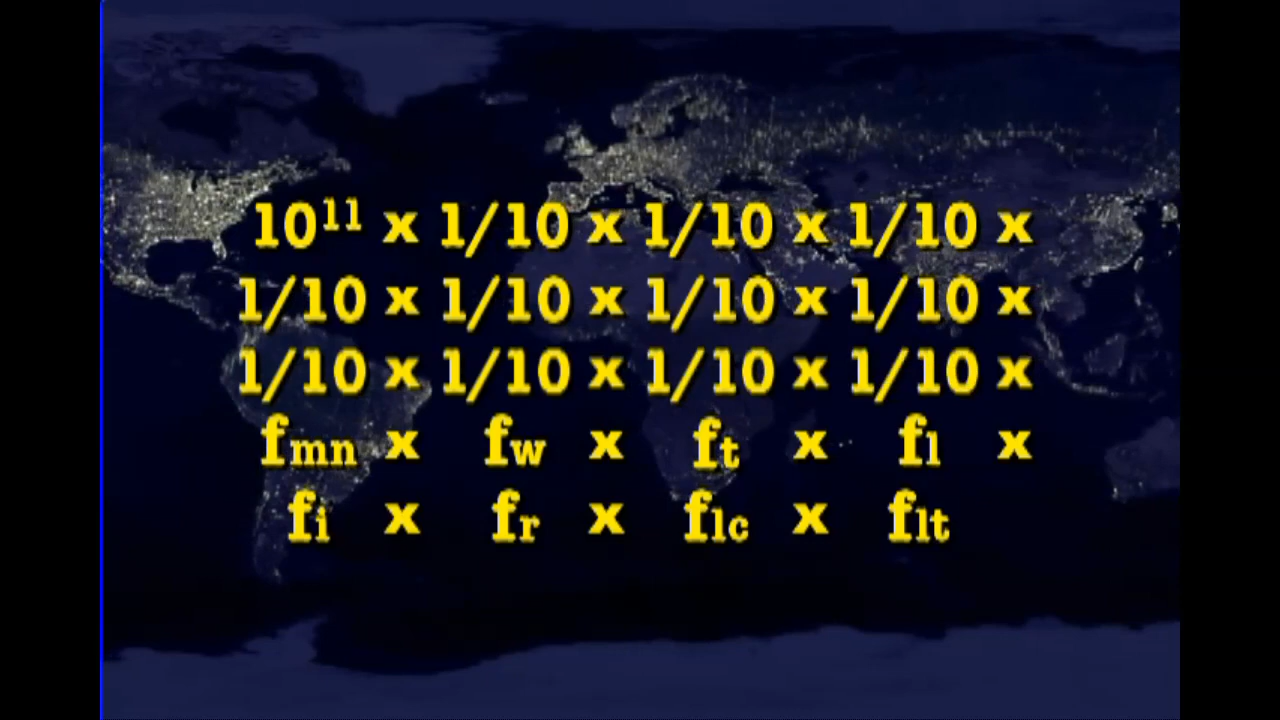 10¹¹ x 1/10 x 1/10 x 1/10 x
1/10 x 1/10 x 1/10 x 1/10 x
1/10 x 1/10 x 1/10 x 1/10 x
fmn x fw x ft x fl x
fi x fr x flc x flt